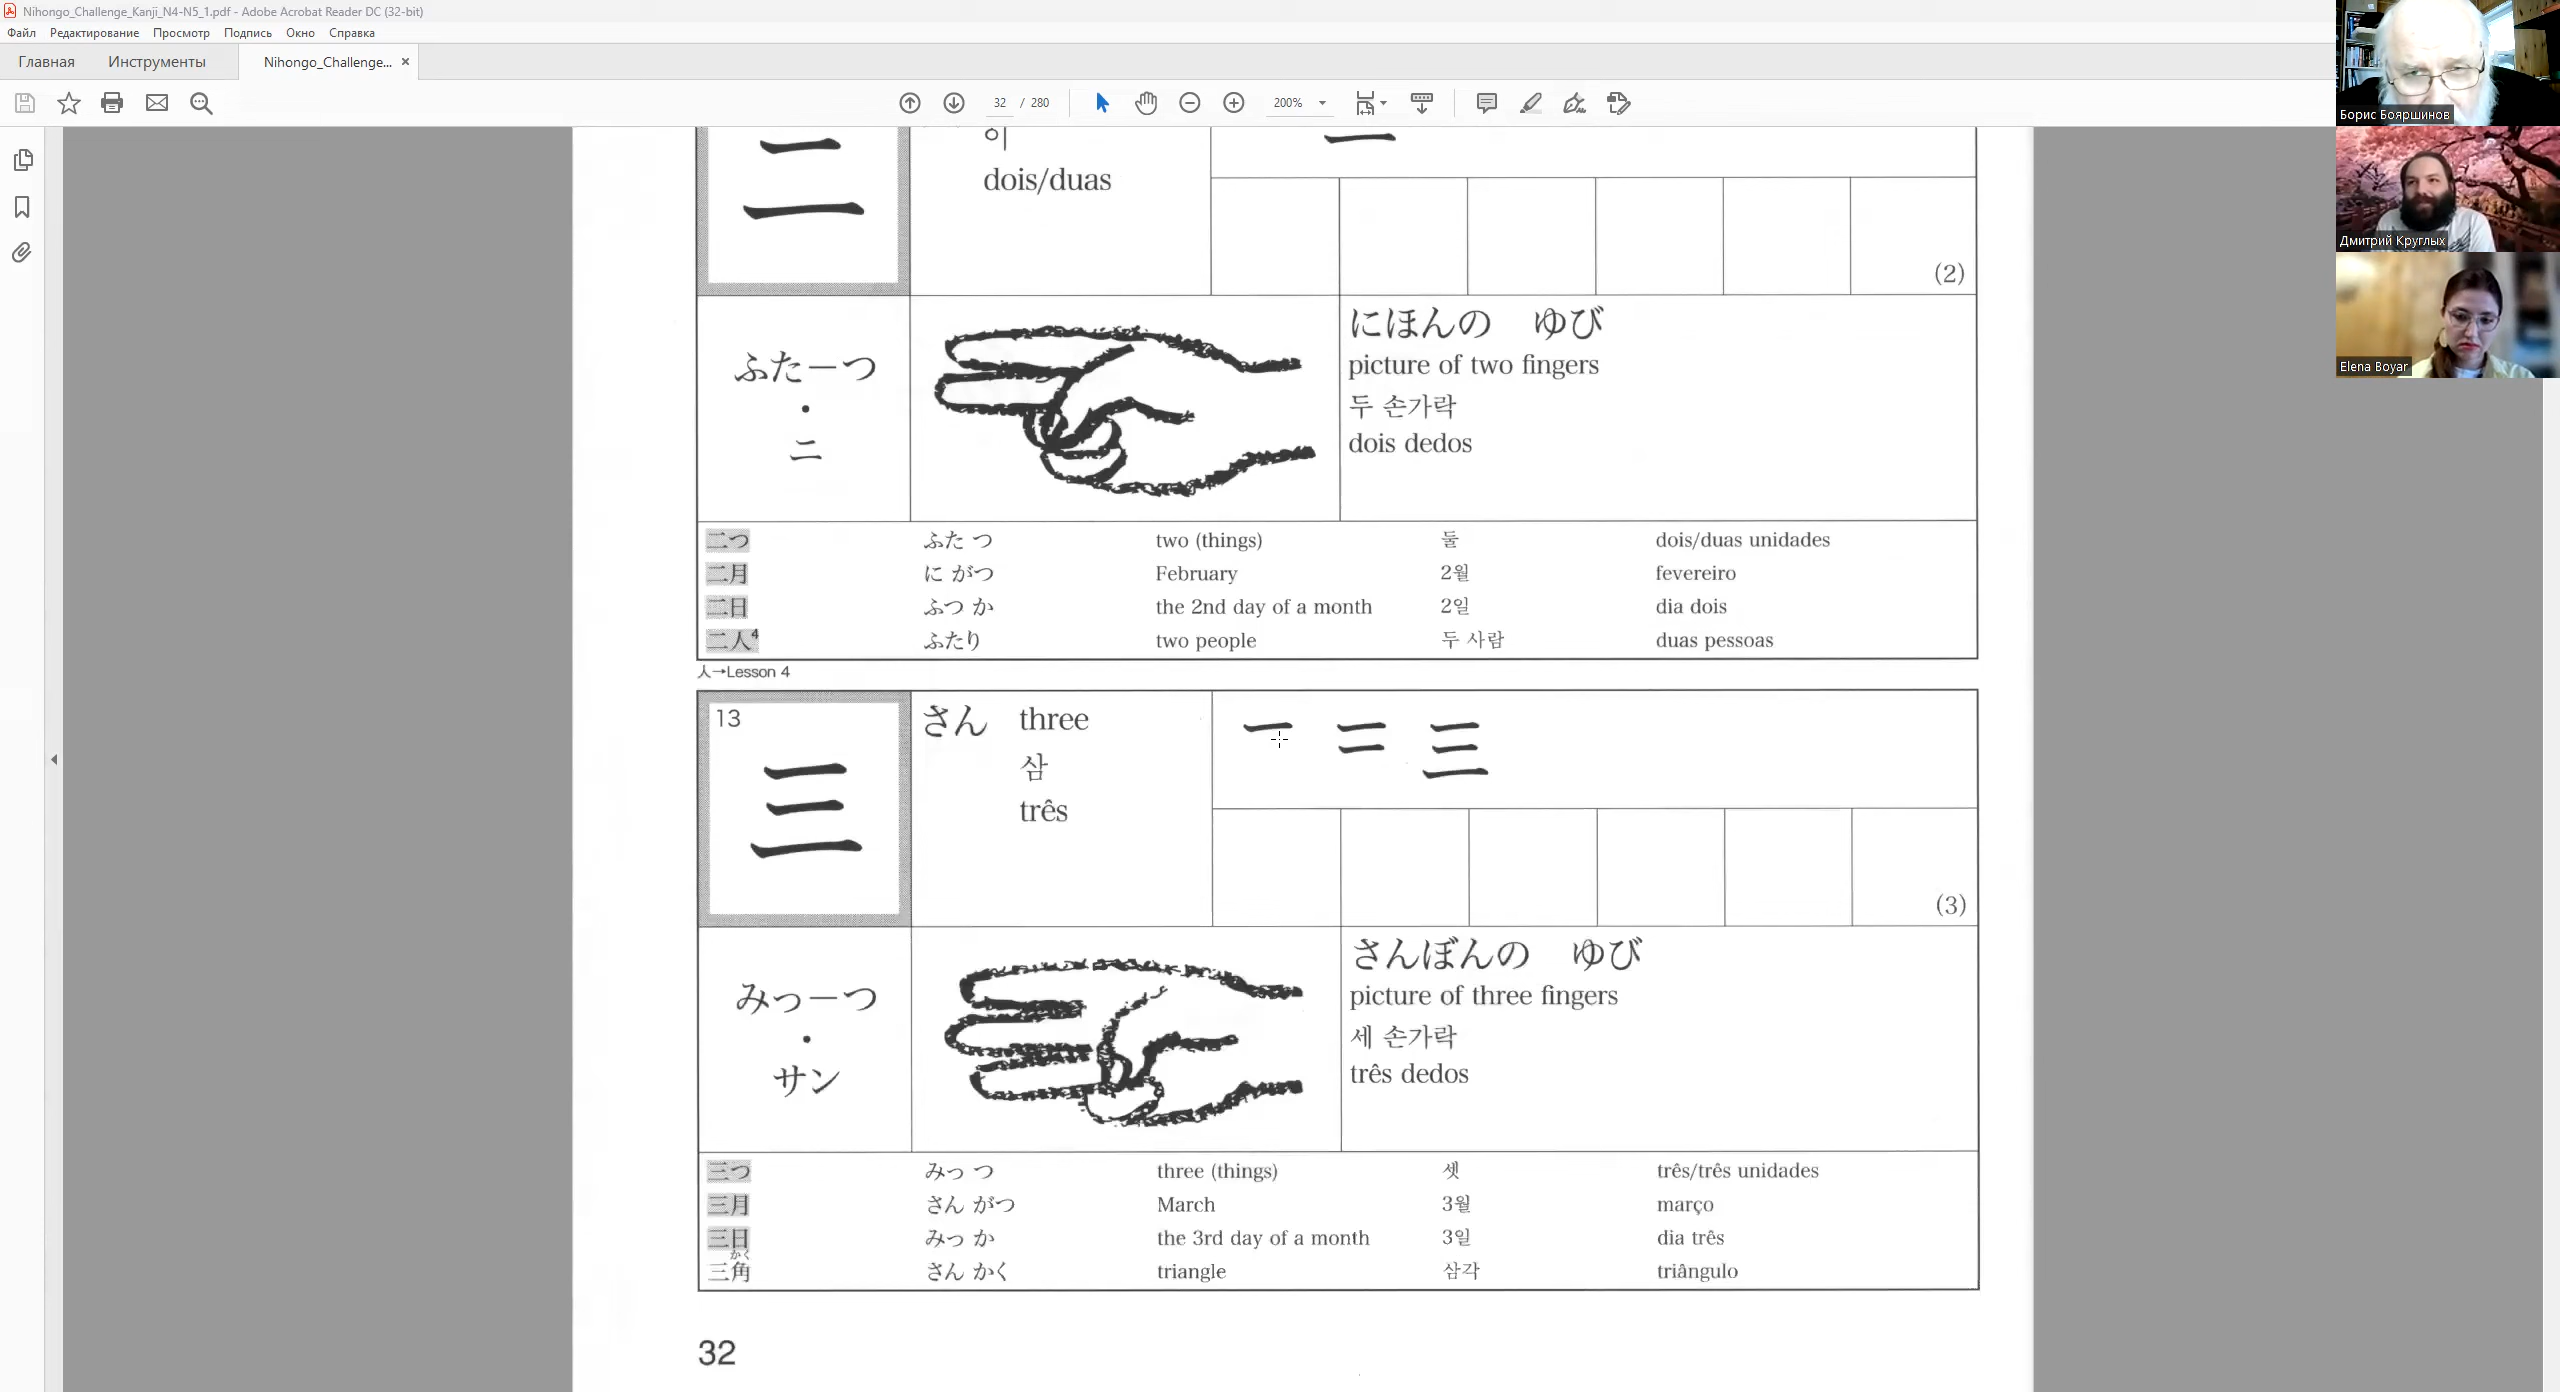 Nihongo_Challenge_Kanji_N4-N5_1.pdf - Adobe Acrobat Reader DC (32-bit)
Файл Редактирование Просмотр Подпись Окно Справка
Главная Инструменты Nihongo_Challenge... ×
32 / 280 200%
Борис Бояршинов
Дмитрий Круглых
Elena Boyar
二
이
dois/duas
(2)
ふた－つ
・
ニ
にほんの ゆび
picture of two fingers
두 손가락
dois dedos
二つ ふた つ two (things) 둘 dois/duas unidades
二月 に がつ February 2월 fevereiro
二日 ふつ か the 2nd day of a month 2일 dia dois
二人4 ふたり two people 두 사람 duas pessoas
人→Lesson 4
13
三
さん three
삼
três
一 二 三
(3)
みっ－つ
・
サン
さんぼんの ゆび
picture of three fingers
세 손가락
três dedos
三つ みっ つ three (things) 셋 três/três unidades
三月 さん がつ March 3월 março
三日 みっ か the 3rd day of a month 3일 dia três
かく
三角 さん かく triangle 삼각 triângulo
32